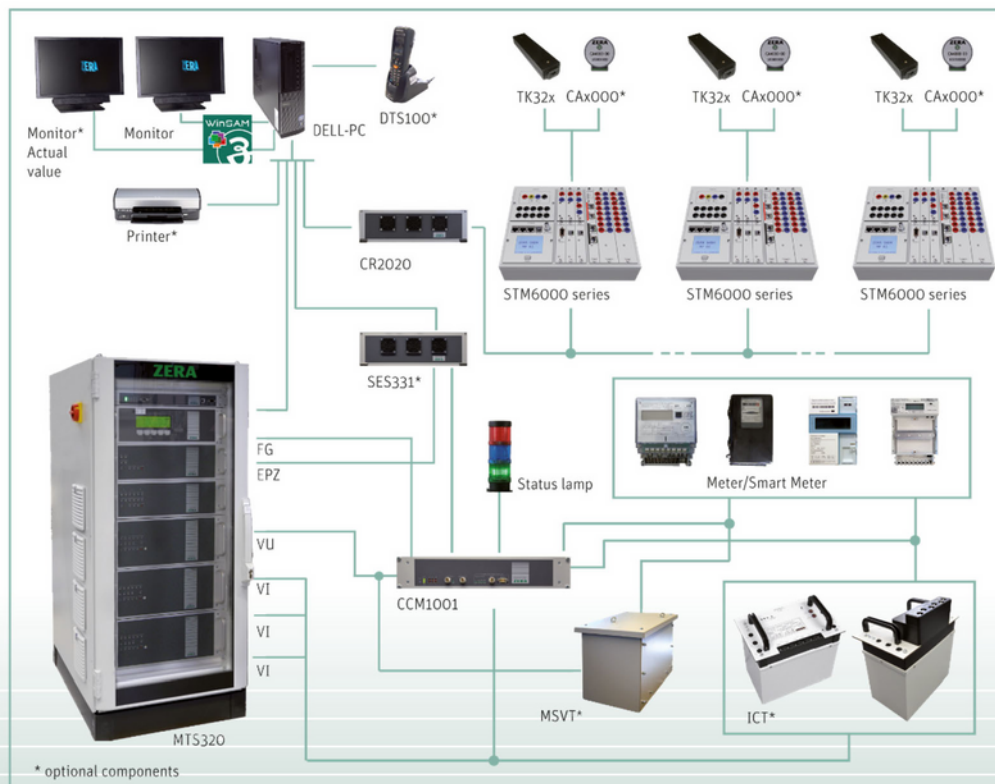 ZERA
ZERA
WinSAM
3
Monitor*
Actual
value
Monitor
DELL-PC
DTS100*
TK32x
CAx000*
TK32x
CAx000*
TK32x
CAx000*
Printer*
CR2020
STM6000 series
STM6000 series
STM6000 series
SES331*
ZERA
FG
EPZ
VU
VI
VI
VI
Status lamp
Meter/Smart Meter
CCM1001
MSVT*
ICT*
MTS320
* optional components